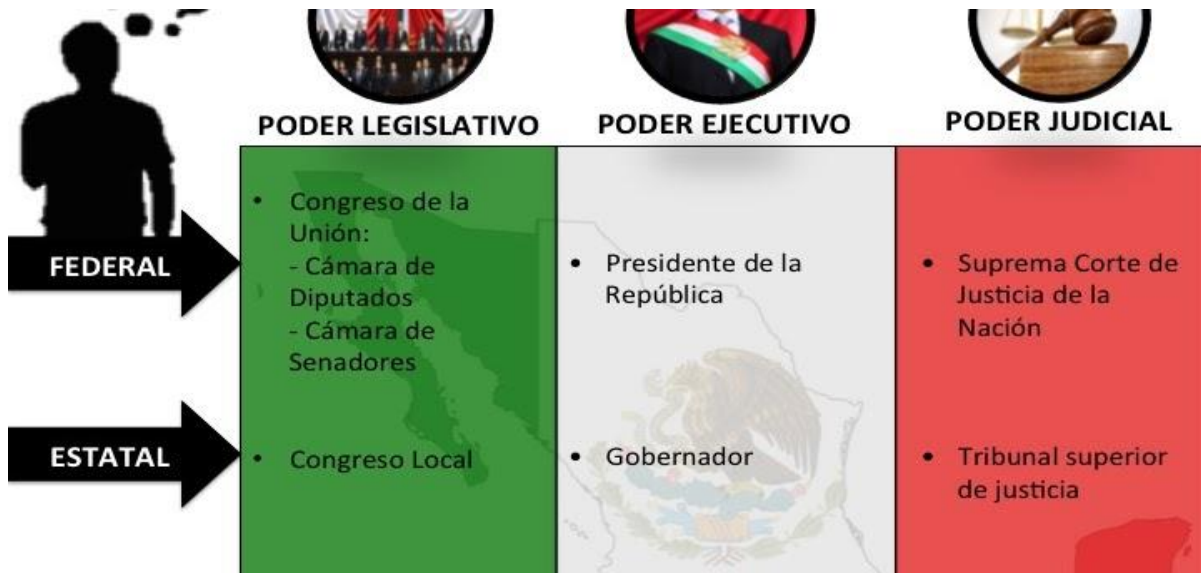 PODER LEGISLATIVO
PODER EJECUTIVO
PODER JUDICIAL
FEDERAL
• Congreso de la
Unión:
- Cámara de
Diputados
- Cámara de
Senadores
• Presidente de la
República
• Suprema Corte de
Justicia de la
Nación
ESTATAL
• Congreso Local
• Gobernador
• Tribunal superior
de justicia